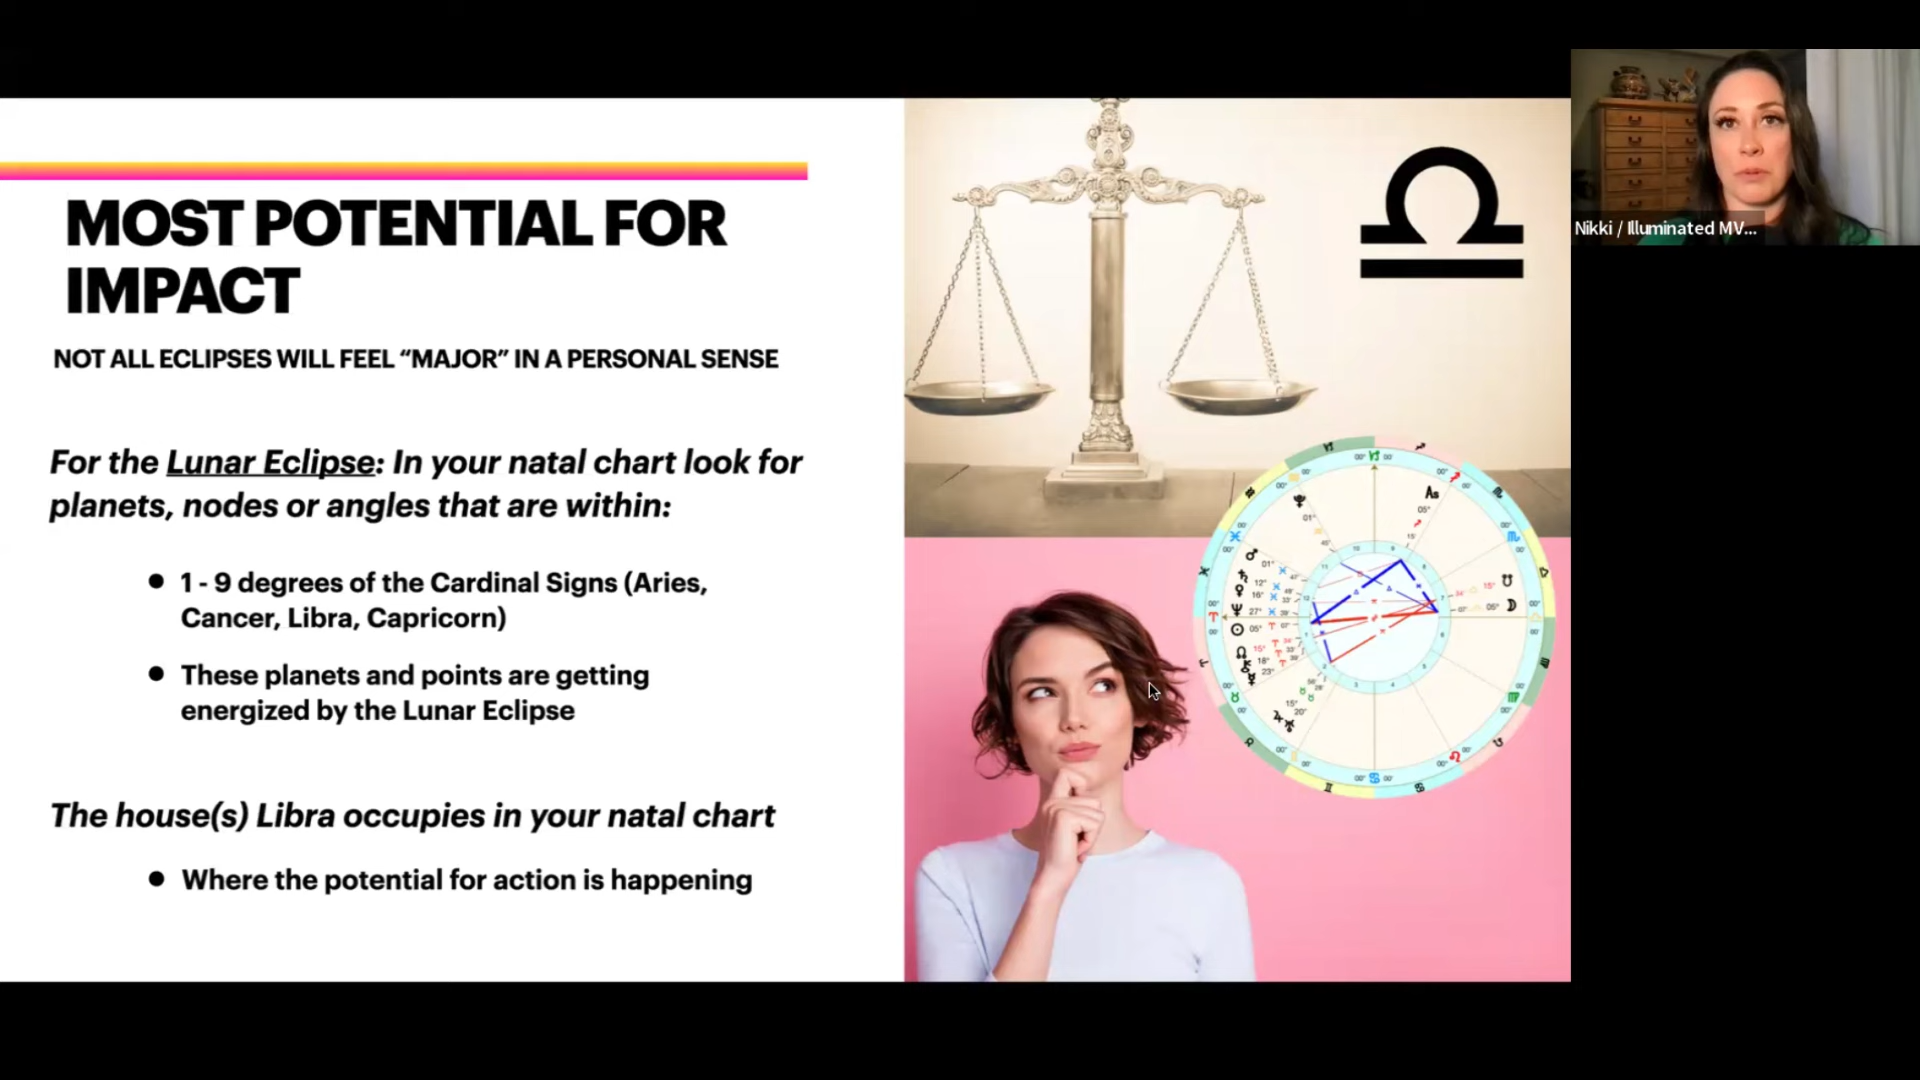 MOST POTENTIAL FOR
IMPACT
NOT ALL ECLIPSES WILL FEEL “MAJOR” IN A PERSONAL SENSE
For the Lunar Eclipse: In your natal chart look for
planets, nodes or angles that are within:
● 1 - 9 degrees of the Cardinal Signs (Aries,
Cancer, Libra, Capricorn)
● These planets and points are getting
energized by the Lunar Eclipse
The house(s) Libra occupies in your natal chart
● Where the potential for action is happening
Nikki / Illuminated MV...
As